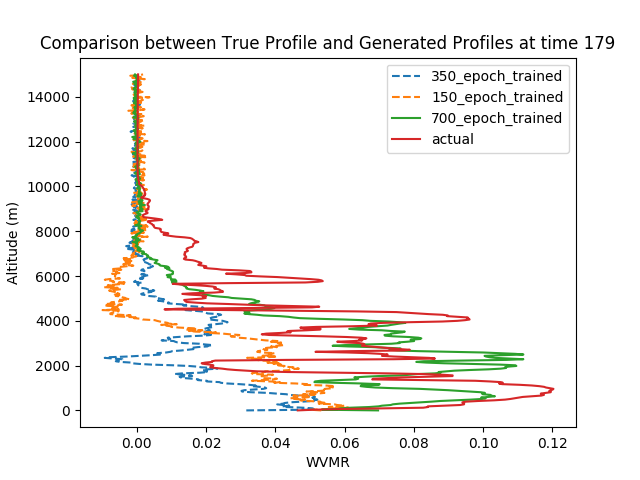 Comparison between True Profile and Generated Profiles at time 179
350_epoch_trained
150_epoch_trained
700_epoch_trained
actual
Altitude (m)
14000
12000
10000
8000
6000
4000
2000
0
0.00 0.02 0.04 0.06 0.08 0.10 0.12
WVMR